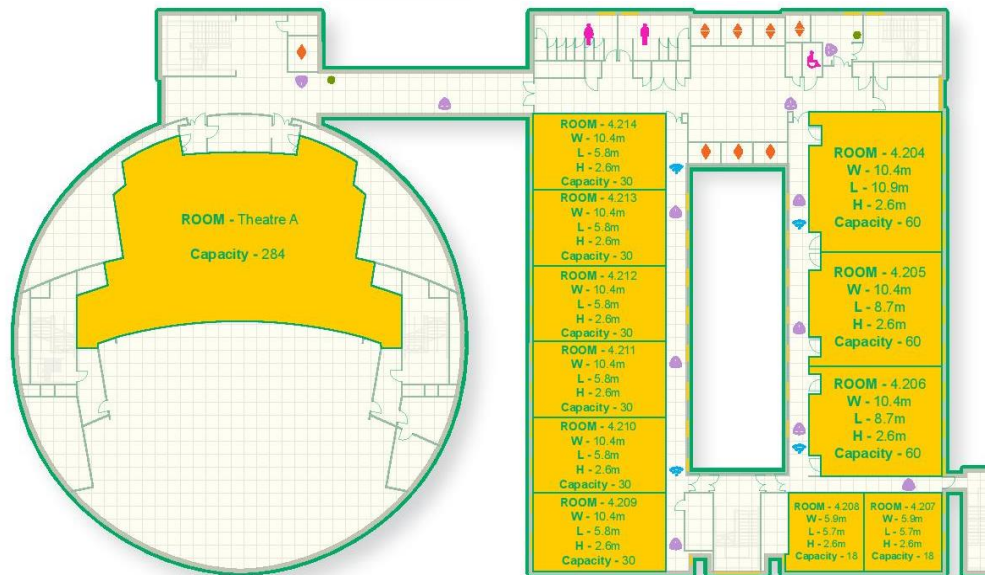 ROOM - Theatre A
Capacity - 284
ROOM - 4.214
W - 10.4m
L - 5.8m
H - 2.6m
Capacity - 30
ROOM - 4.213
W - 10.4m
L - 5.8m
H - 2.6m
Capacity - 30
ROOM - 4.212
W - 10.4m
L - 5.8m
H - 2.6m
Capacity - 30
ROOM - 4.211
W - 10.4m
L - 5.8m
H - 2.6m
Capacity - 30
ROOM - 4.210
W - 10.4m
L - 5.8m
H - 2.6m
Capacity - 30
ROOM - 4.209
W - 10.4m
L - 5.8m
H - 2.6m
Capacity - 30
ROOM - 4.204
W - 10.4m
L - 10.9m
H - 2.6m
Capacity - 60
ROOM - 4.205
W - 10.4m
L - 8.7m
H - 2.6m
Capacity - 60
ROOM - 4.206
W - 10.4m
L - 8.7m
H - 2.6m
Capacity - 60
ROOM - 4.208
W - 5.9m
L - 5.7m
H - 2.6m
Capacity - 18
ROOM - 4.207
W - 5.9m
L - 5.7m
H - 2.6m
Capacity - 18